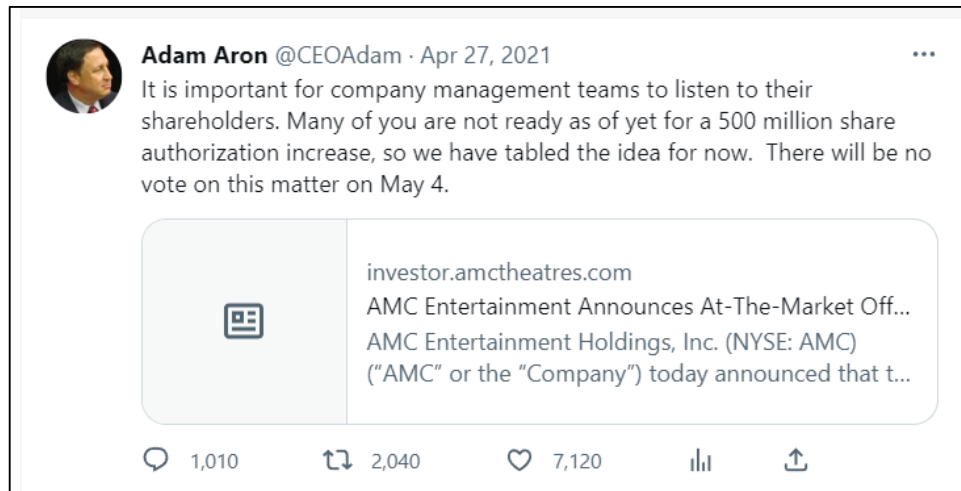 Adam Aron @CEOAdam · Apr 27, 2021
It is important for company management teams to listen to their
shareholders. Many of you are not ready as of yet for a 500 million share
authorization increase, so we have tabled the idea for now.  There will be no
vote on this matter on May 4.
investor.amctheatres.com
AMC Entertainment Announces At-The-Market Off...
AMC Entertainment Holdings, Inc. (NYSE: AMC)
(“AMC” or the “Company”) today announced that t...
1,010 2,040 7,120